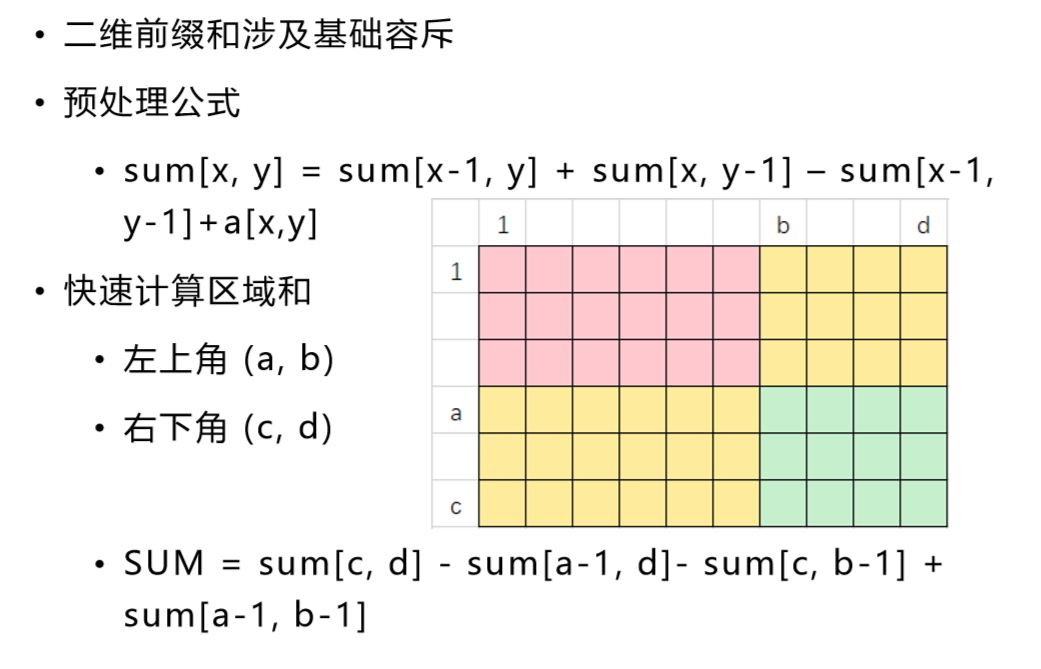 • 二维前缀和涉及基础容斥
• 预处理公式
• sum[x, y] = sum[x-1, y] + sum[x, y-1] – sum[x-1,
y-1]+a[x,y]
1 b d
1
• 快速计算区域和
• 左上角 (a, b)
a
• 右下角 (c, d)
c
• SUM = sum[c, d] - sum[a-1, d]- sum[c, b-1] +
sum[a-1, b-1]